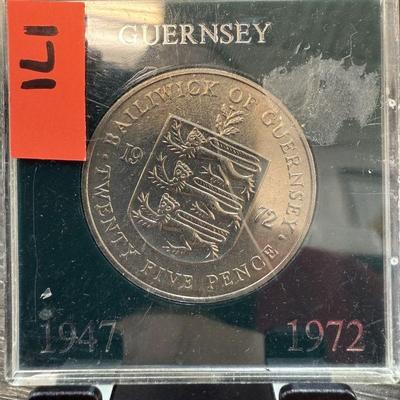 171
GUERNSEY
BAILIWICK OF GUERNSEY
19 72
TWENTY FIVE PENCE
1947 1972